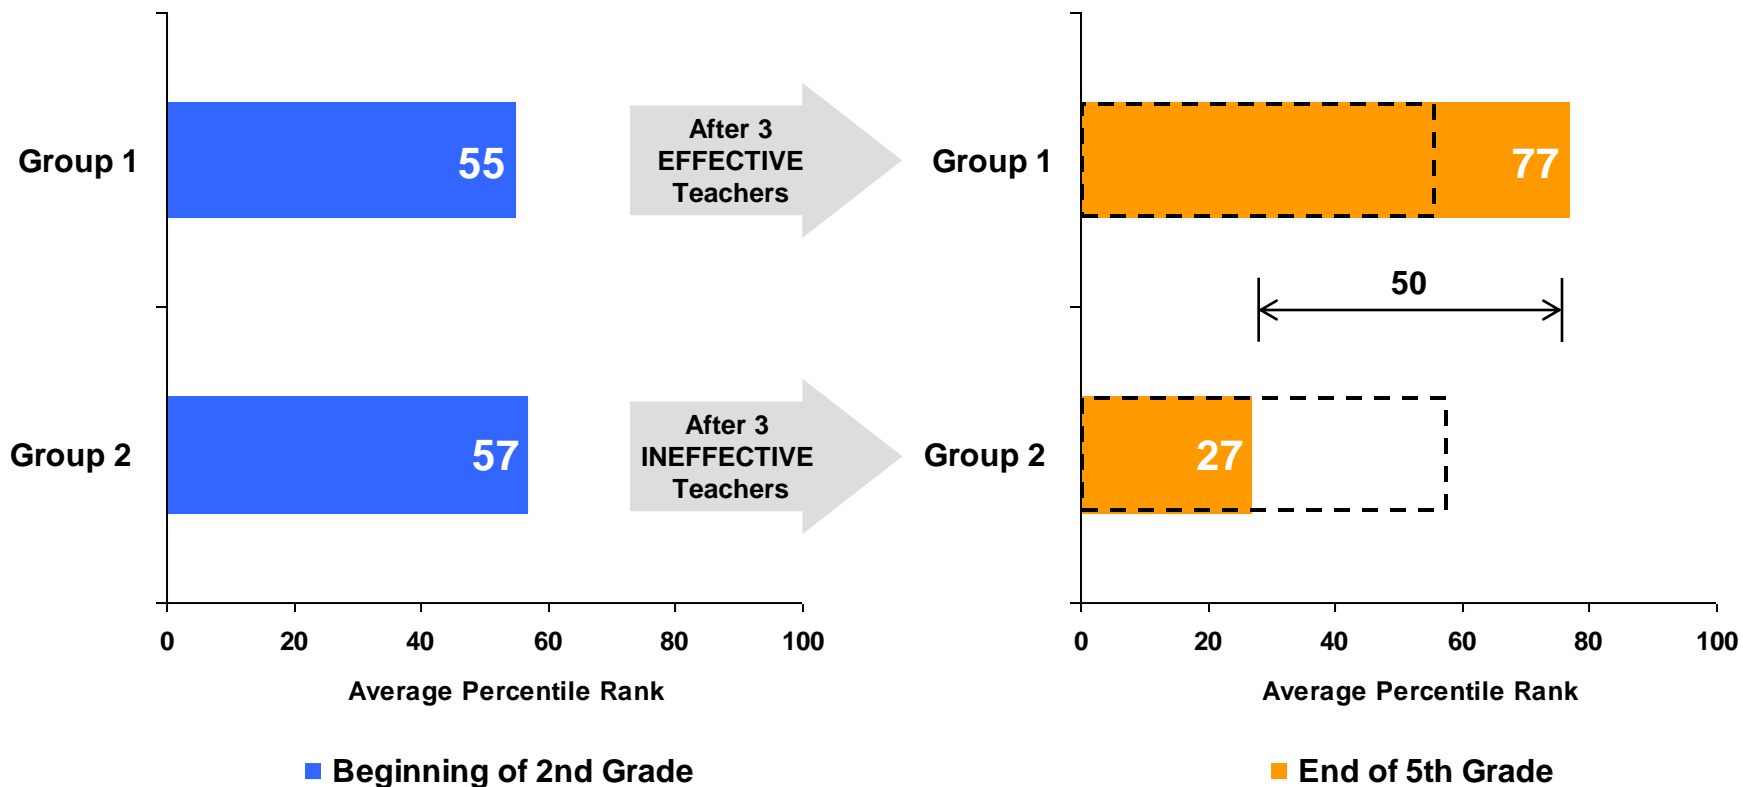 Group 1
55
After 3
EFFECTIVE
Teachers
Group 1
77
50
Group 2
57
After 3
INEFFECTIVE
Teachers
Group 2
27
0 20 40 60 80 100
Average Percentile Rank
Beginning of 2nd Grade
0 20 40 60 80 100
Average Percentile Rank
End of 5th Grade